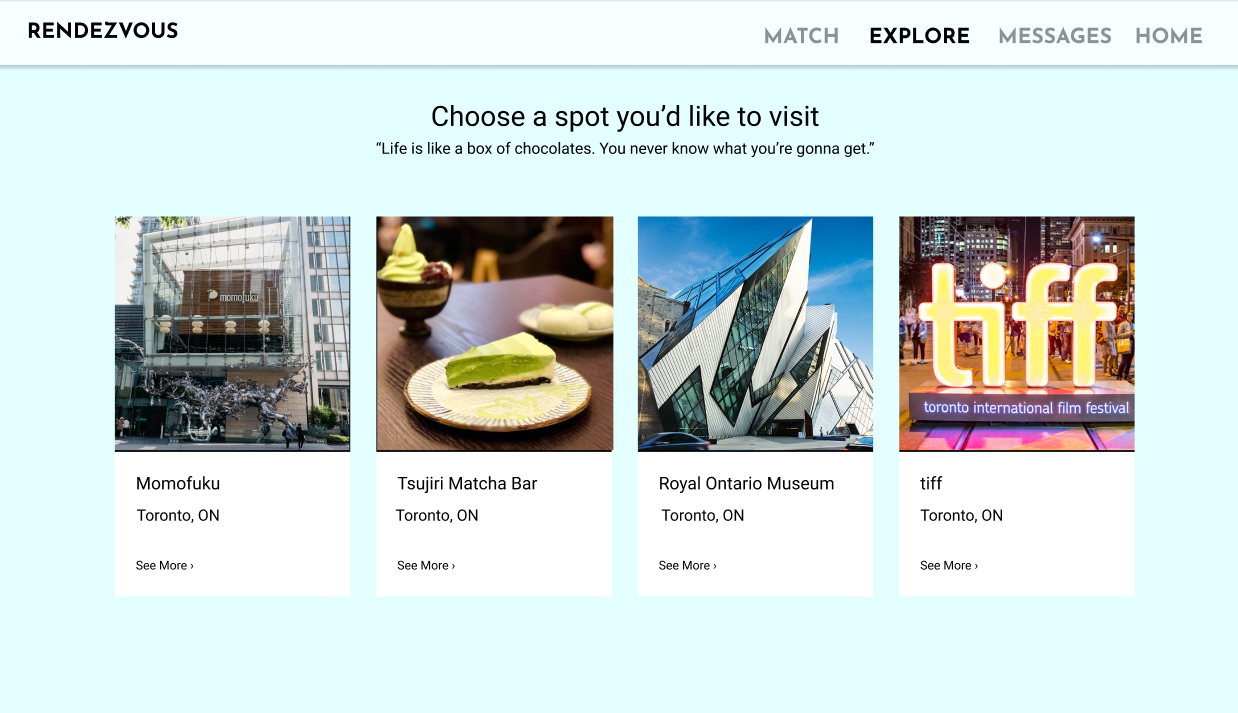 RENDEZVOUS
MATCH EXPLORE MESSAGES HOME
Choose a spot you’d like to visit
“Life is like a box of chocolates. You never know what you’re gonna get.”
momofuku
tiff
toronto international film festival
Momofuku
Toronto, ON
See More ›
Tsujiri Matcha Bar
Toronto, ON
See More ›
Royal Ontario Museum
Toronto, ON
See More ›
tiff
Toronto, ON
See More ›